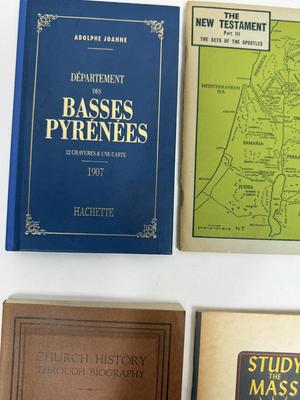 ADOLPHE JOANNE
DÉPARTEMENT
DES
BASSES
PYRÉNÉES
12 GRAVURES & UNE CARTE
1907
HACHETTE
THE
NEW TESTAMENT
Part III
THE ACTS OF THE APOSTLES
MEDITERRANEAN
SEA
SAMARIA
JUDEA
CHURCH HISTORY
THROUGH BIOGRAPHY
STUDY
THE
MASS